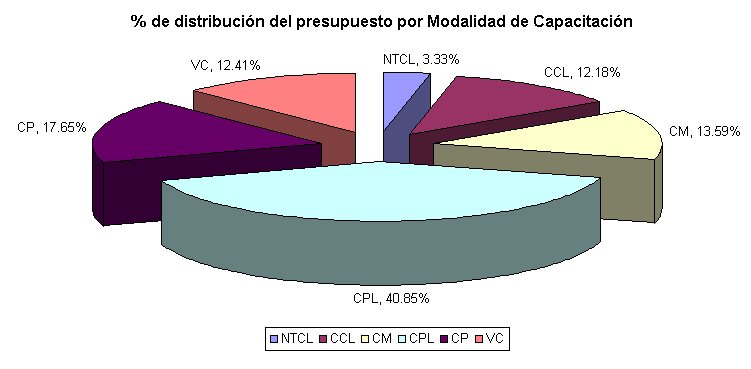 % de distribución del presupuesto por Modalidad de Capacitación
NTCL, 3.33%
VC, 12.41%
CCL, 12.18%
CP, 17.65%
CM, 13.59%
CPL, 40.85%
NTCL CCL CM CPL CP VC